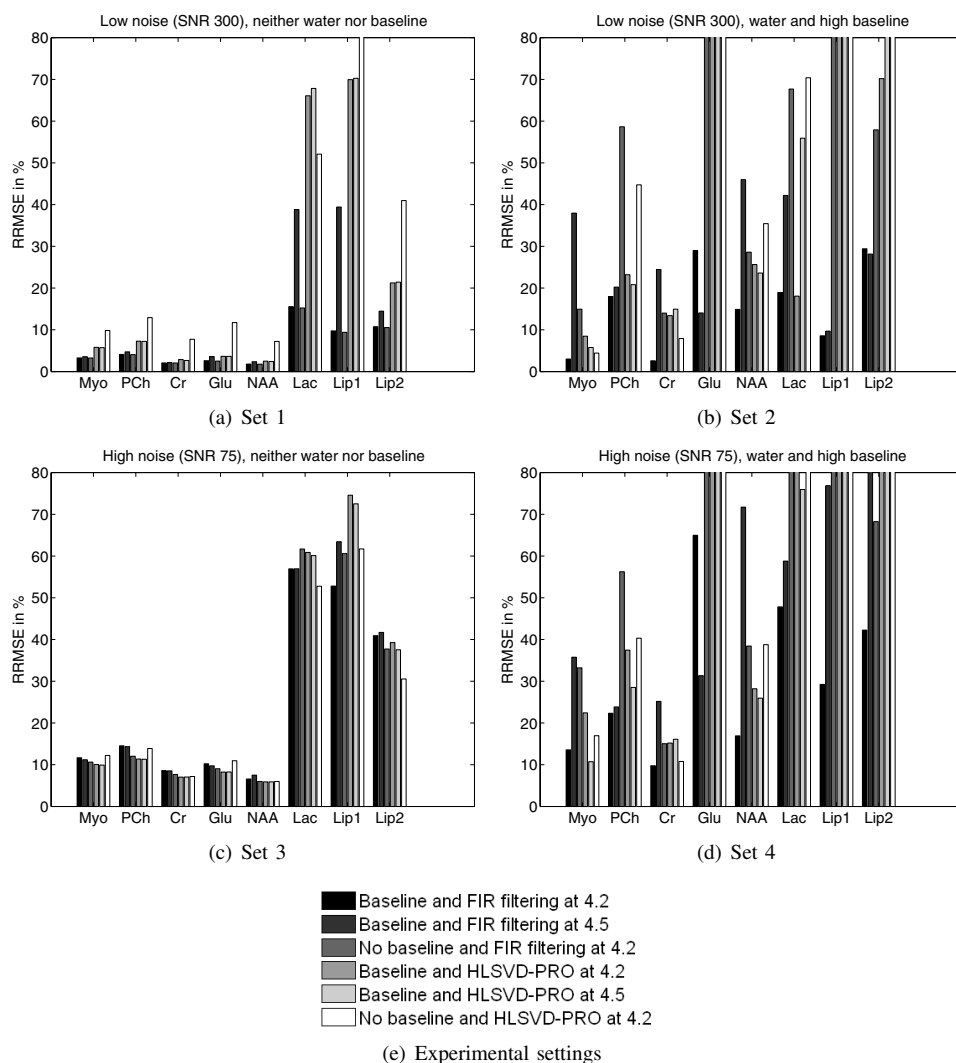 Low noise (SNR 300), neither water nor baseline
RRMSE in %
80
70
60
50
40
30
20
10
0
Myo PCh Cr Glu NAA Lac Lip1 Lip2
(a) Set 1
Low noise (SNR 300), water and high baseline
RRMSE in %
80
70
60
50
40
30
20
10
0
Myo PCh Cr Glu NAA Lac Lip1 Lip2
(b) Set 2
High noise (SNR 75), neither water nor baseline
RRMSE in %
80
70
60
50
40
30
20
10
0
Myo PCh Cr Glu NAA Lac Lip1 Lip2
(c) Set 3
High noise (SNR 75), water and high baseline
RRMSE in %
80
70
60
50
40
30
20
10
0
Myo PCh Cr Glu NAA Lac Lip1 Lip2
(d) Set 4
Baseline and FIR filtering at 4.2
Baseline and FIR filtering at 4.5
No baseline and FIR filtering at 4.2
Baseline and HLSVD-PRO at 4.2
Baseline and HLSVD-PRO at 4.5
No baseline and HLSVD-PRO at 4.2
(e) Experimental settings